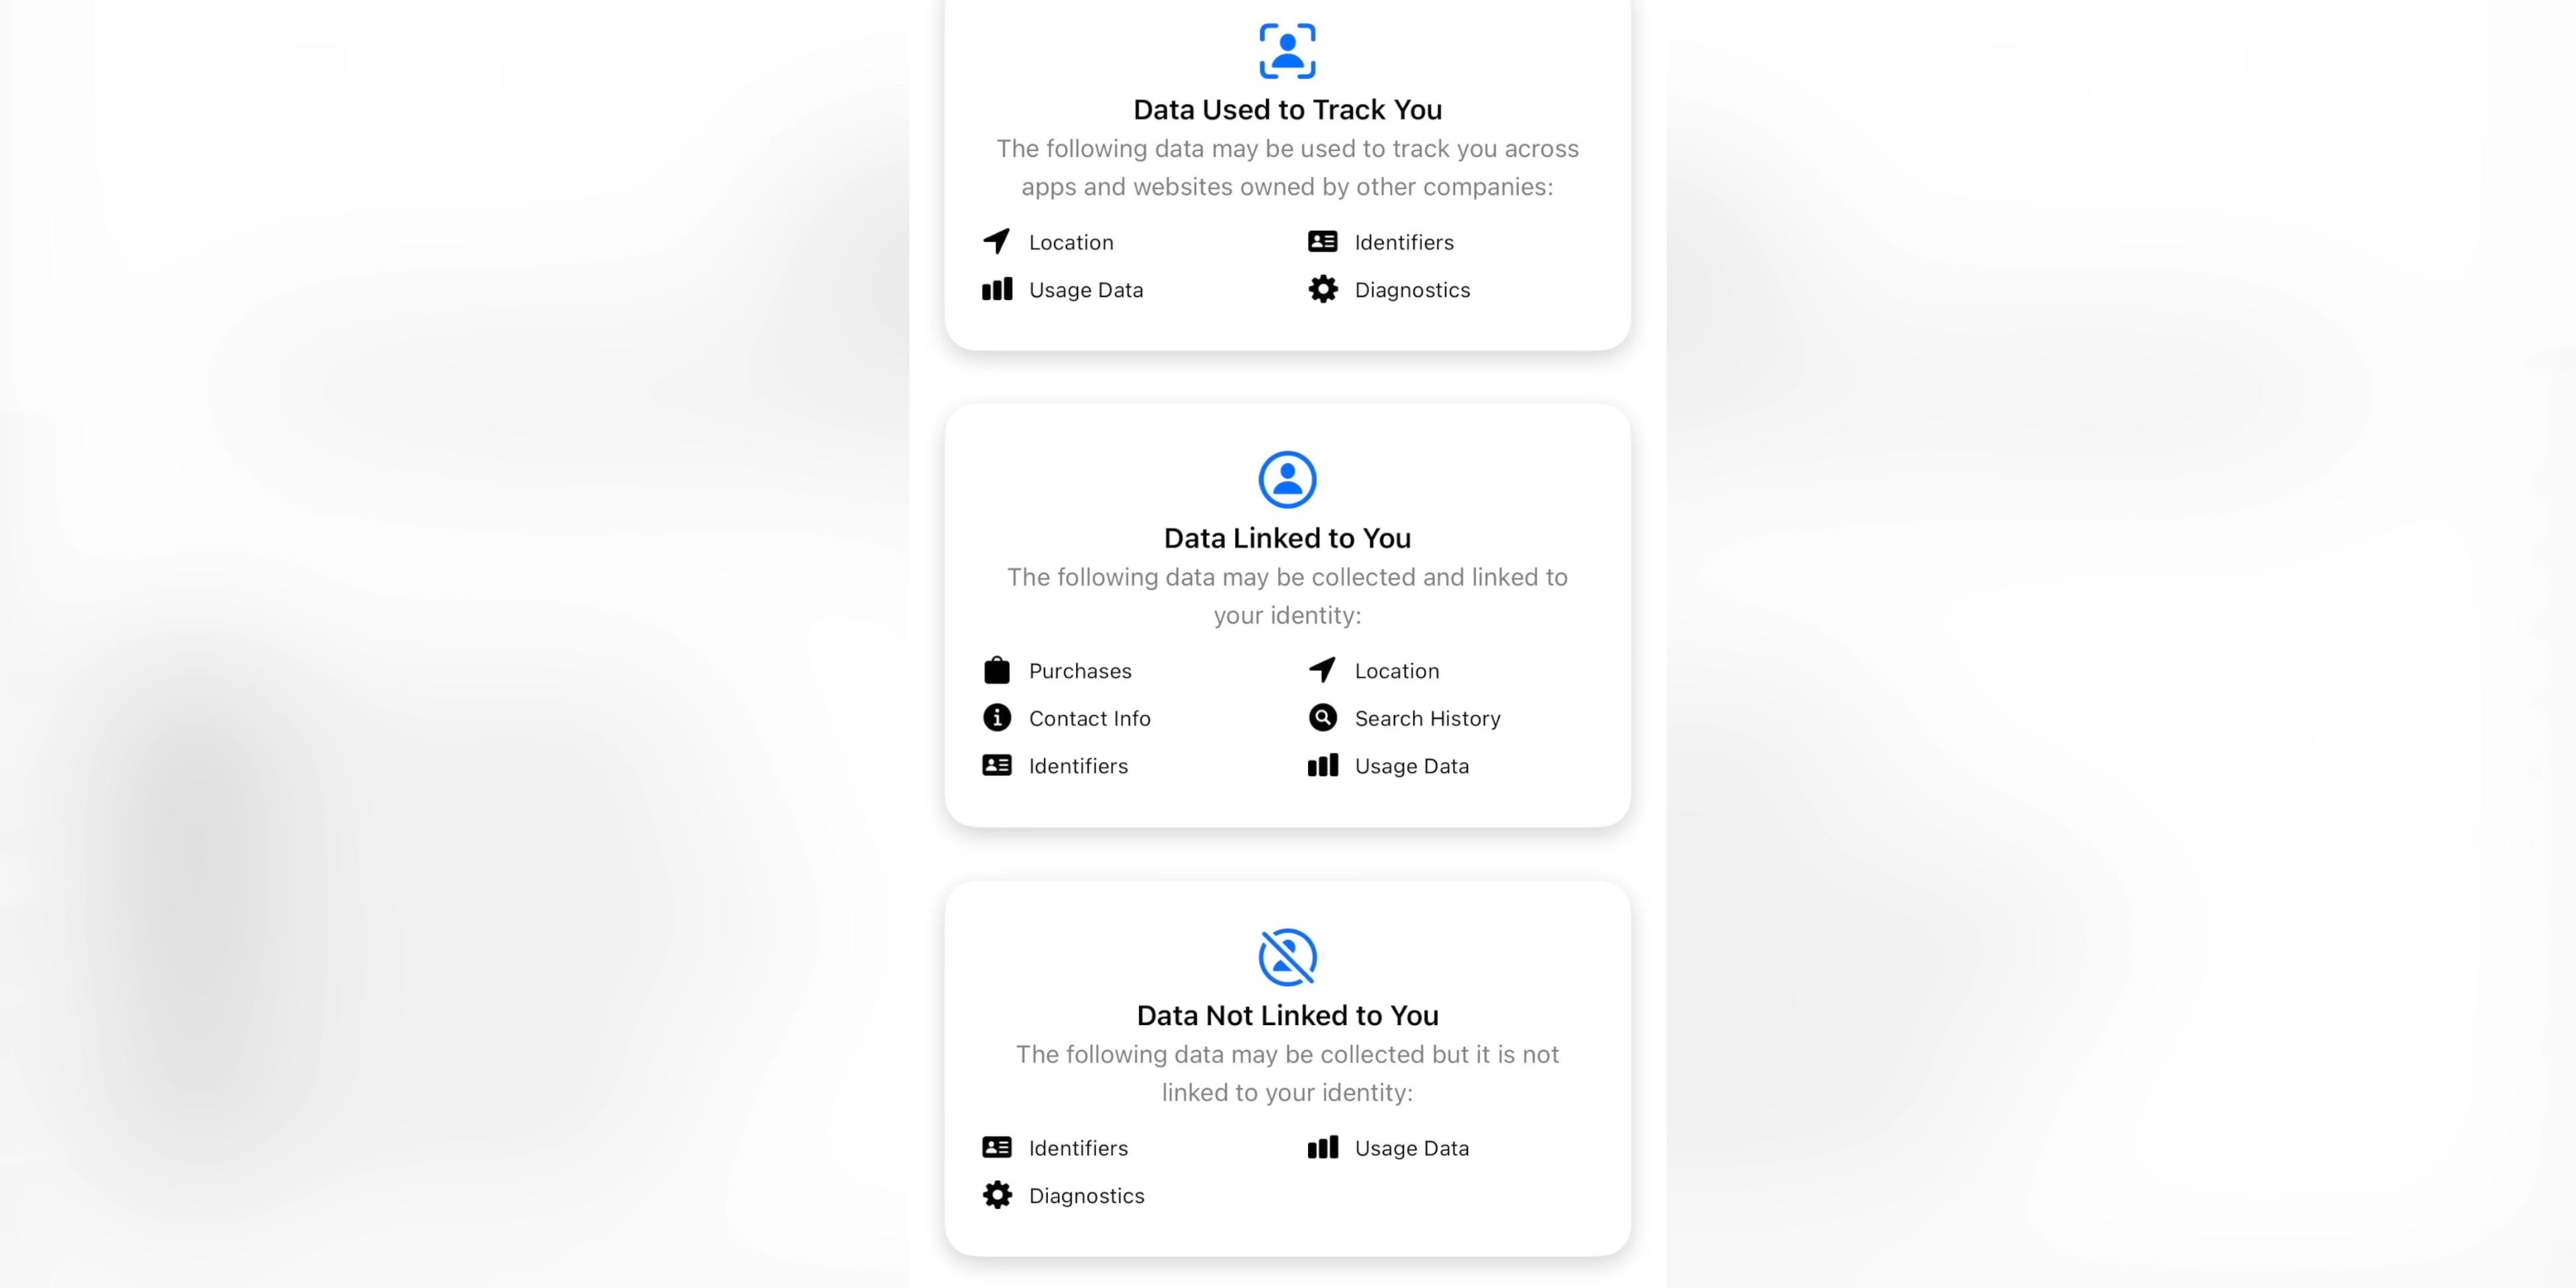 Data Used to Track You
The following data may be used to track you across
apps and websites owned by other companies:
Location
Identifiers
Usage Data
Diagnostics
Data Linked to You
The following data may be collected and linked to
your identity:
Purchases
Location
Contact Info
Search History
Identifiers
Usage Data
Data Not Linked to You
The following data may be collected but it is not
linked to your identity:
Identifiers
Usage Data
Diagnostics